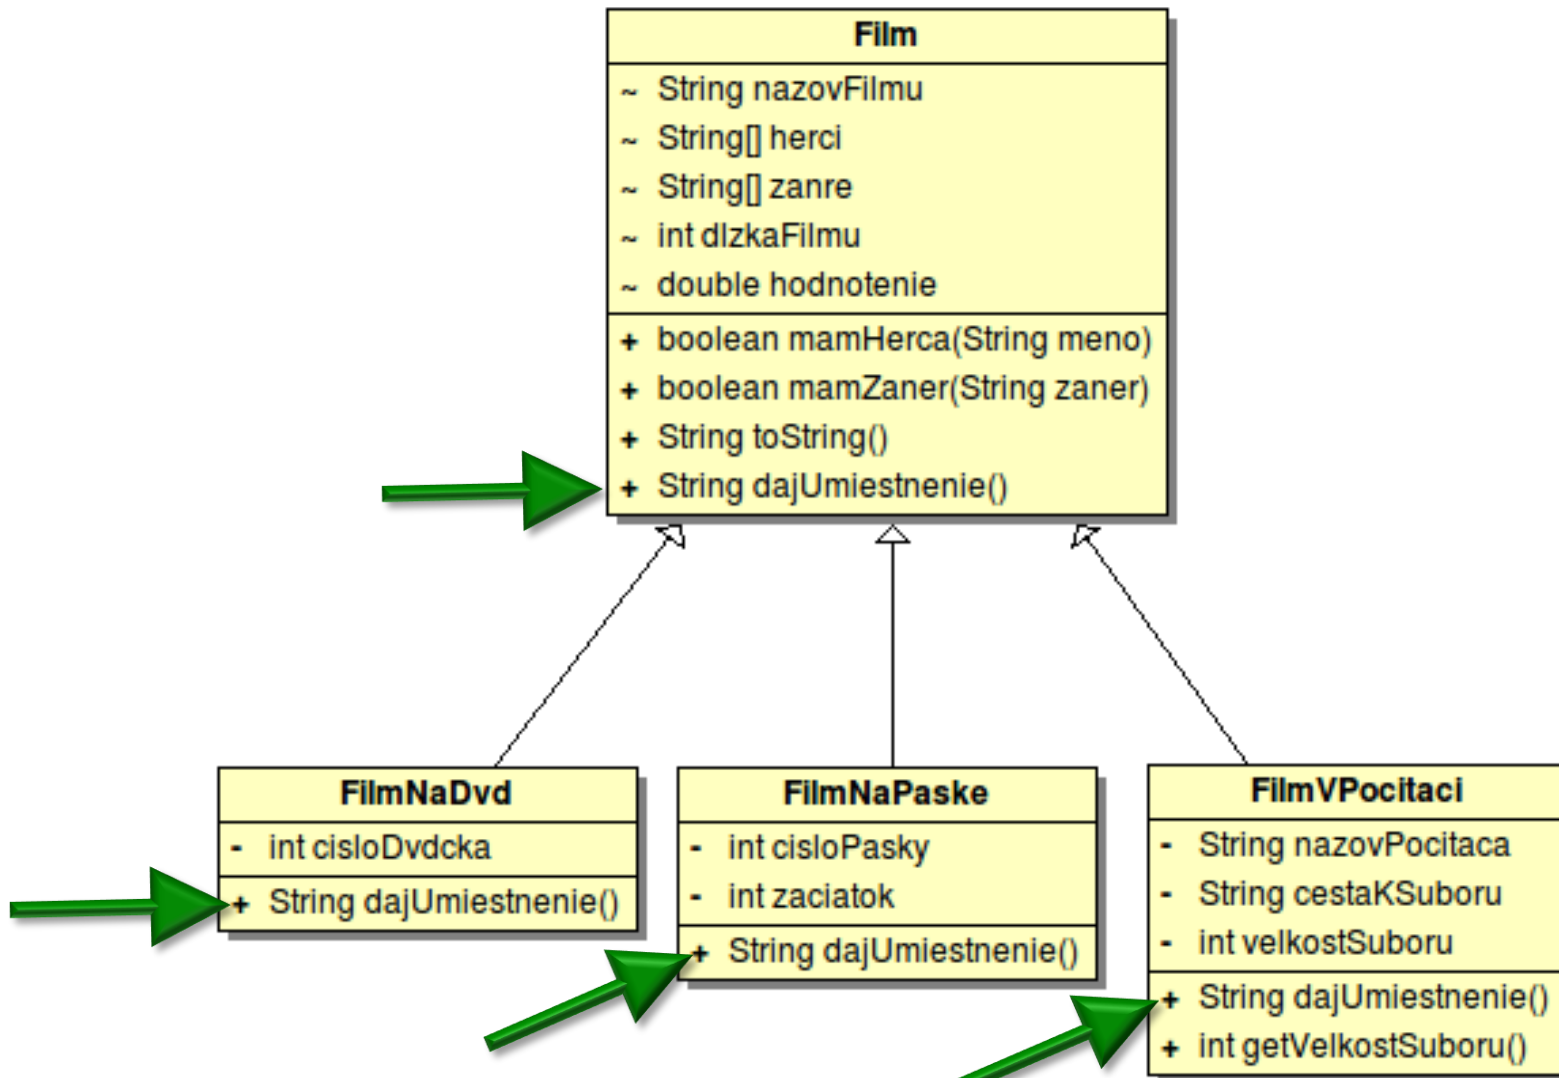 Film
~ String nazovFilmu
~ String[] herci
~ String[] zanre
~ int dlzkaFilmu
~ double hodnotenie
+ boolean mamHerca(String meno)
+ boolean mamZaner(String zaner)
+ String toString()
+ String dajUmiestnenie()
FilmNaDvd
- int cisloDvdcka
+ String dajUmiestnenie()
FilmNaPaske
- int cisloPasky
- int zaciatok
+ String dajUmiestnenie()
FilmVPocitaci
- String nazovPocitaca
- String cestaKSuboru
- int velkostSuboru
+ String dajUmiestnenie()
+ int getVelkostSuboru()